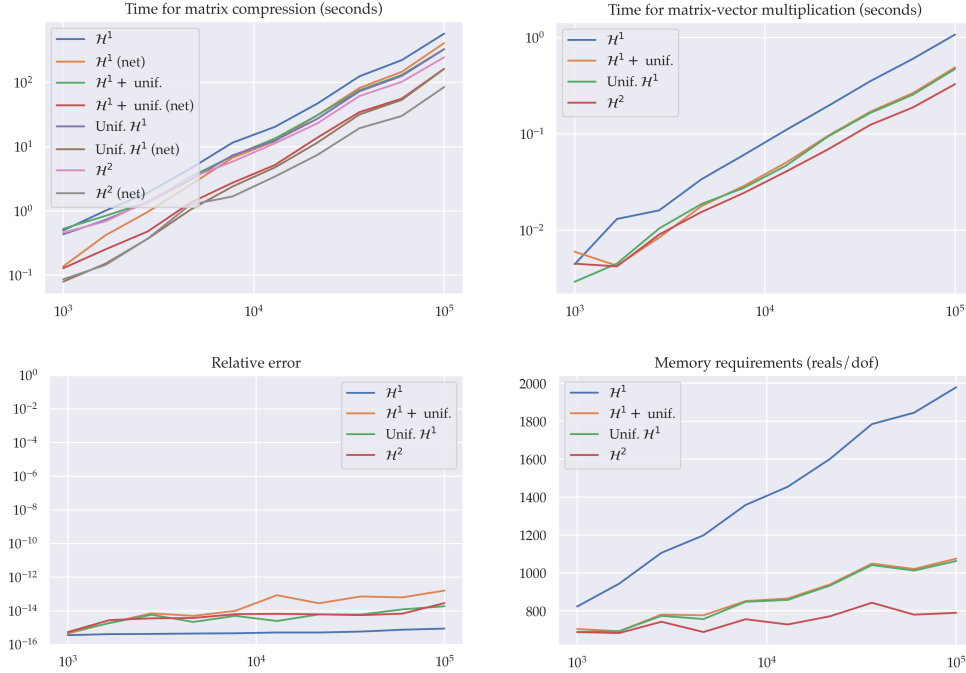 Time for matrix compression (seconds)
10²
10¹
10⁰
10⁻¹
10³
10⁴
10⁵
ℋ¹
ℋ¹ (net)
ℋ¹ + unif.
ℋ¹ + unif. (net)
Unif. ℋ¹
Unif. ℋ¹ (net)
ℋ²
ℋ² (net)
Time for matrix-vector multiplication (seconds)
10⁰
10⁻¹
10⁻²
10³
10⁴
10⁵
ℋ¹
ℋ¹ + unif.
Unif. ℋ¹
ℋ²
Relative error
10⁰
10⁻²
10⁻⁴
10⁻⁶
10⁻⁸
10⁻¹⁰
10⁻¹²
10⁻¹⁴
10⁻¹⁶
10³
10⁴
10⁵
ℋ¹
ℋ¹ + unif.
Unif. ℋ¹
ℋ²
Memory requirements (reals/dof)
2000
1800
1600
1400
1200
1000
800
10³
10⁴
10⁵
ℋ¹
ℋ¹ + unif.
Unif. ℋ¹
ℋ²